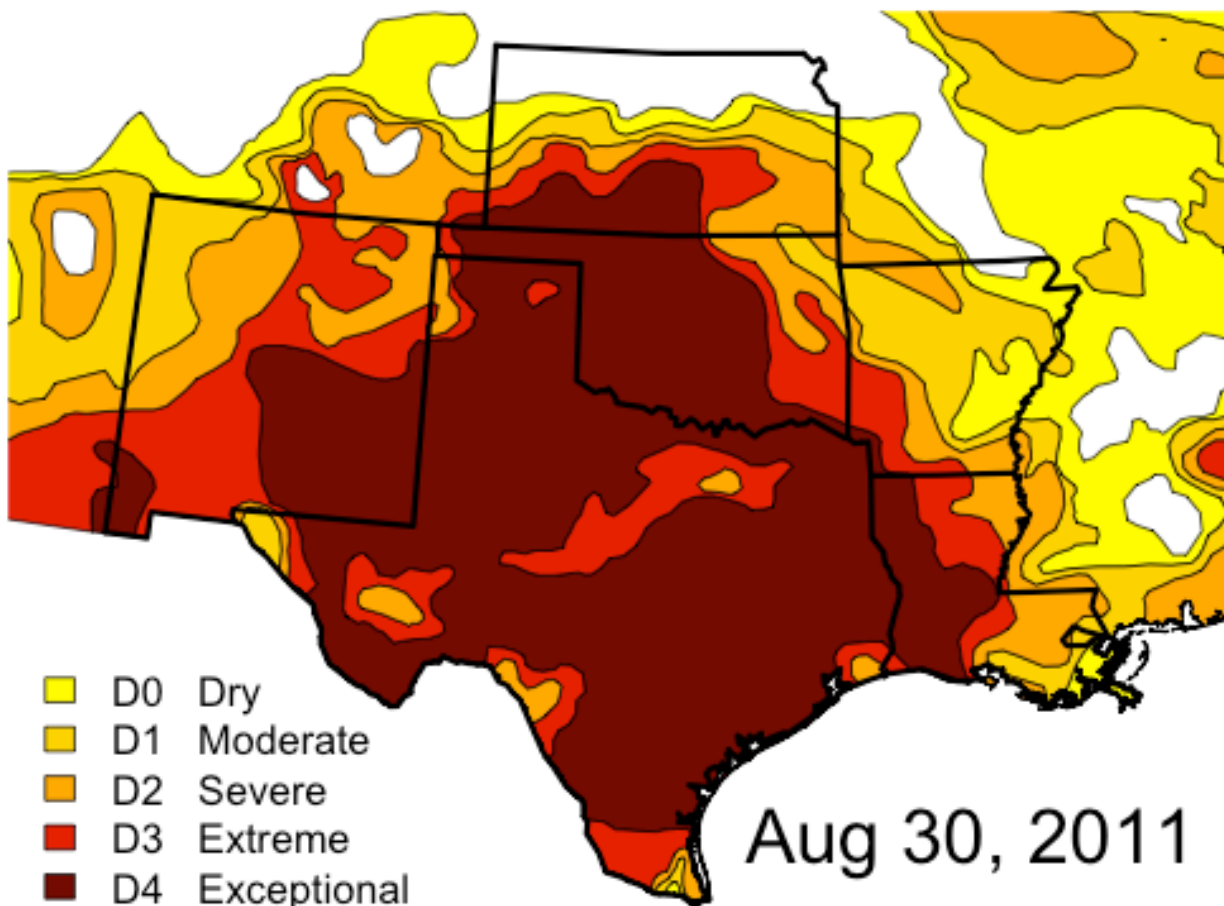 D0 Dry
D1 Moderate
D2 Severe
D3 Extreme
D4 Exceptional
Aug 30, 2011